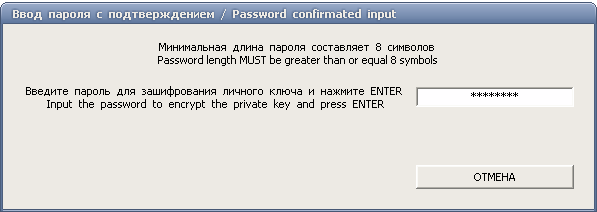 Ввод пароля с подтверждением / Password confirmated input
Минимальная длина пароля составляет 8 символов
Password length MUST be greater than or equal 8 symbols
Введите пароль для зашифрования личного ключа и нажмите ENTER
Input the password to encrypt the private key and press ENTER
********
ОТМЕНА